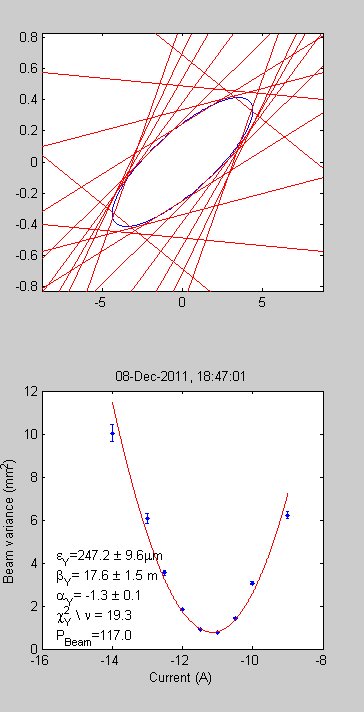 0.8
0.6
0.4
0.2
0
-0.2
-0.4
-0.6
-0.8
-5 0 5
08-Dec-2011, 18:47:01
12
10
8
6
4
2
0
Beam variance (mm²)
εY=247.2 ± 9.6μm
βY= 17.6 ± 1.5 m
αY= -1.3 ± 0.1
χ²Y \ ν = 19.3
PBeam=117.0
-16 -14 -12 -10 -8
Current (A)